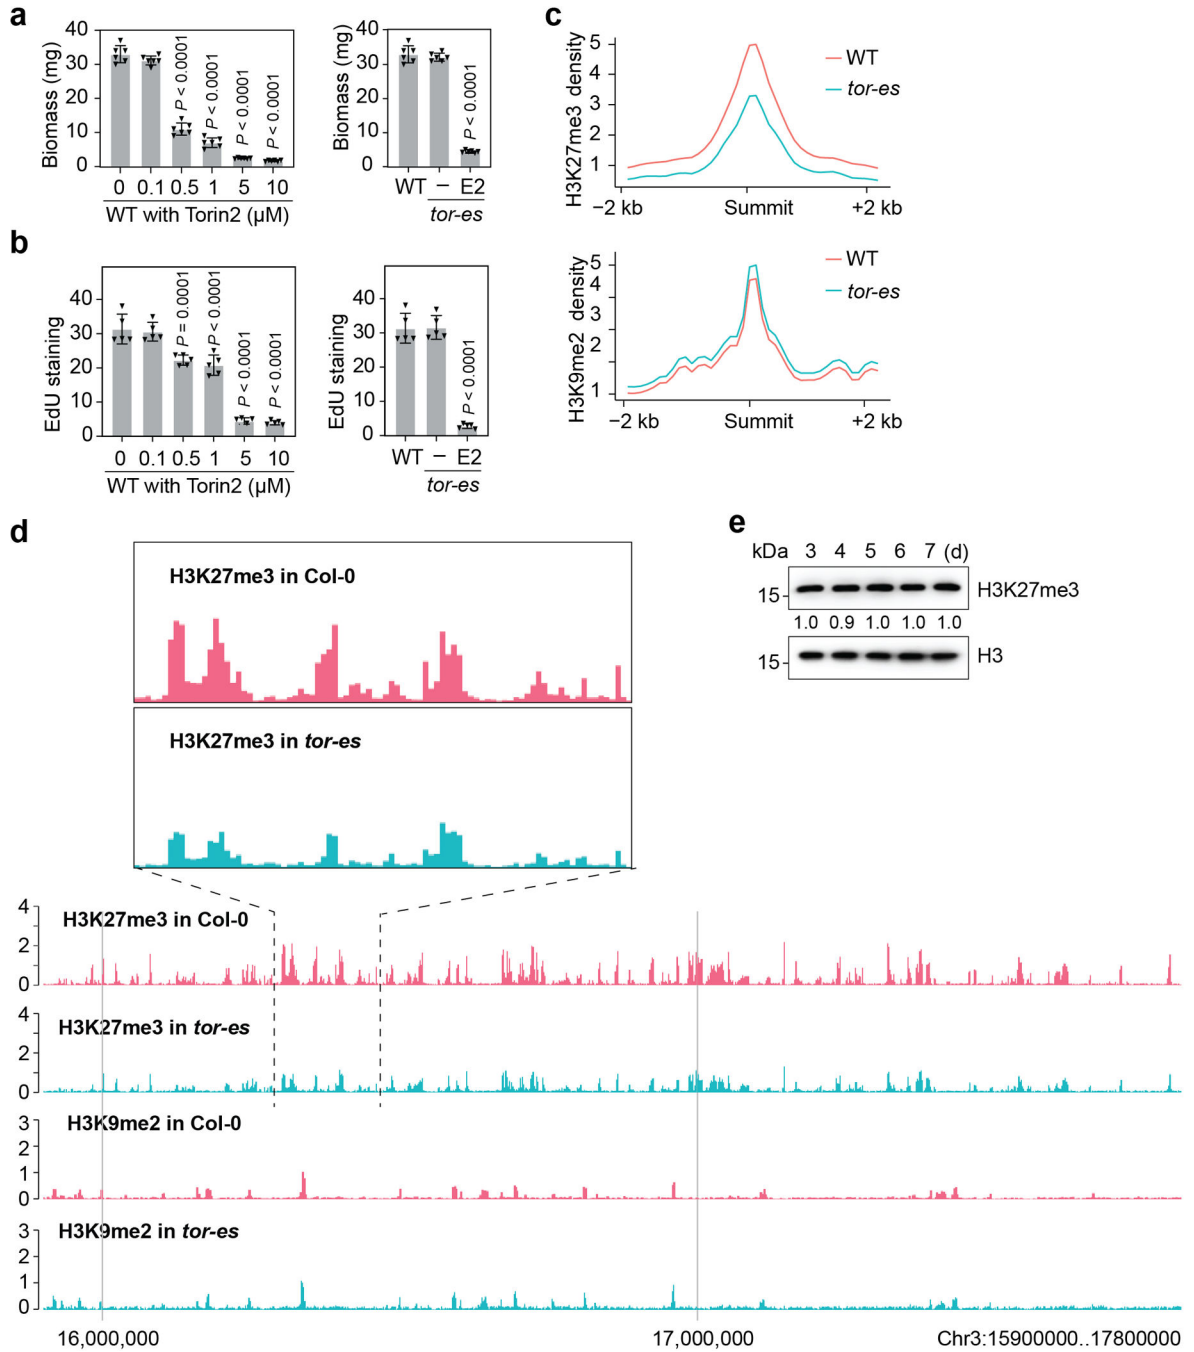 a
Biomass (mg)
40
30
20
10
0
P < 0.0001
P < 0.0001
P < 0.0001
P < 0.0001
0 0.1 0.5 1 5 10
WT with Torin2 (µM)
Biomass (mg)
40
30
20
10
0
P < 0.0001
WT – E2
tor-es
b
EdU staining
40
30
20
10
0
P = 0.0001
P < 0.0001
P < 0.0001
P < 0.0001
0 0.1 0.5 1 5 10
WT with Torin2 (µM)
EdU staining
40
30
20
10
0
P < 0.0001
WT – E2
tor-es
c
H3K27me3 density
5
4
3
2
1
WT
tor-es
−2 kb Summit +2 kb
H3K9me2 density
5
4
3
2
1
WT
tor-es
−2 kb Summit +2 kb
d
H3K27me3 in Col-0
H3K27me3 in tor-es
4
2
0
H3K27me3 in Col-0
4
2
0
H3K27me3 in tor-es
3
2
1
0
H3K9me2 in Col-0
3
2
1
0
H3K9me2 in tor-es
16,000,000 17,000,000 Chr3:15900000..17800000
e
kDa 3 4 5 6 7 (d)
15 H3K27me3
1.0 0.9 1.0 1.0 1.0
15 H3